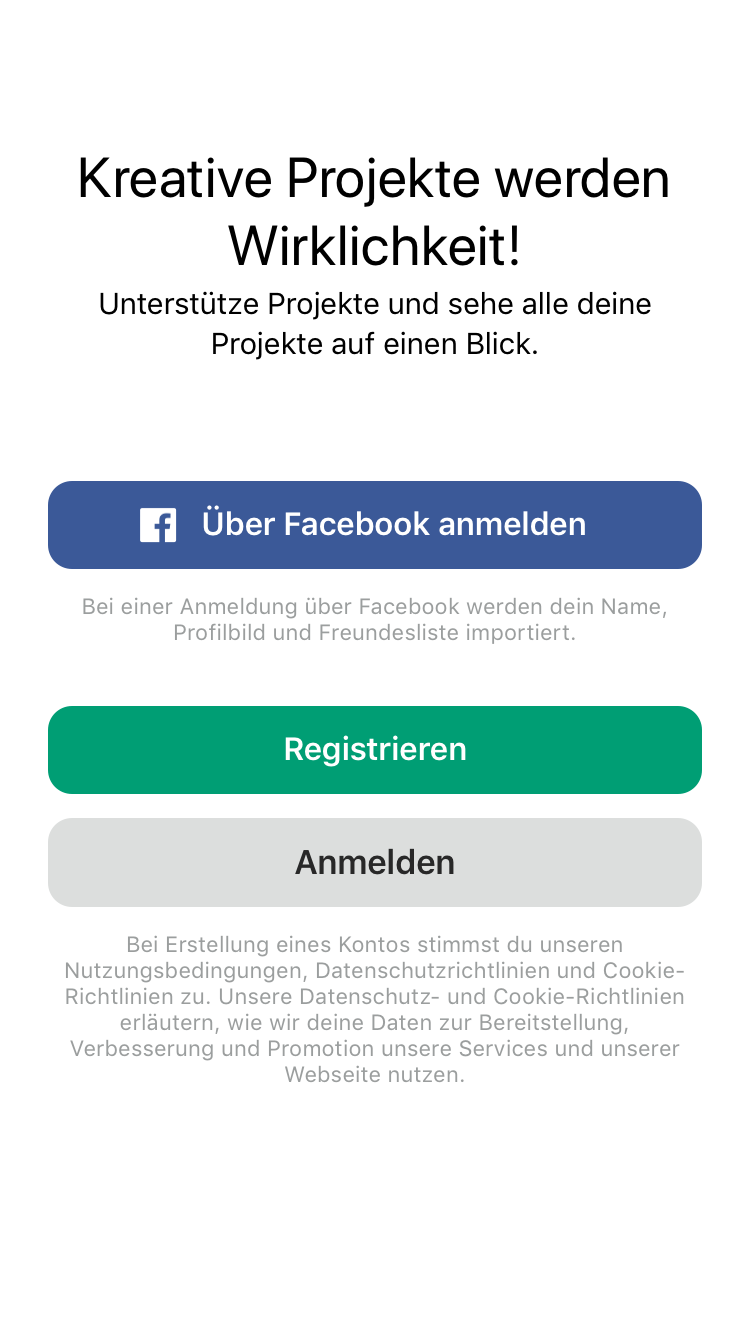 Kreative Projekte werden
Wirklichkeit!
Unterstütze Projekte und sehe alle deine
Projekte auf einen Blick.
Über Facebook anmelden
Bei einer Anmeldung über Facebook werden dein Name,
Profilbild und Freundesliste importiert.
Registrieren
Anmelden
Bei Erstellung eines Kontos stimmst du unseren
Nutzungsbedingungen, Datenschutzrichtlinien und Cookie-
Richtlinien zu. Unsere Datenschutz- und Cookie-Richtlinien
erläutern, wie wir deine Daten zur Bereitstellung,
Verbesserung und Promotion unsere Services und unserer
Webseite nutzen.